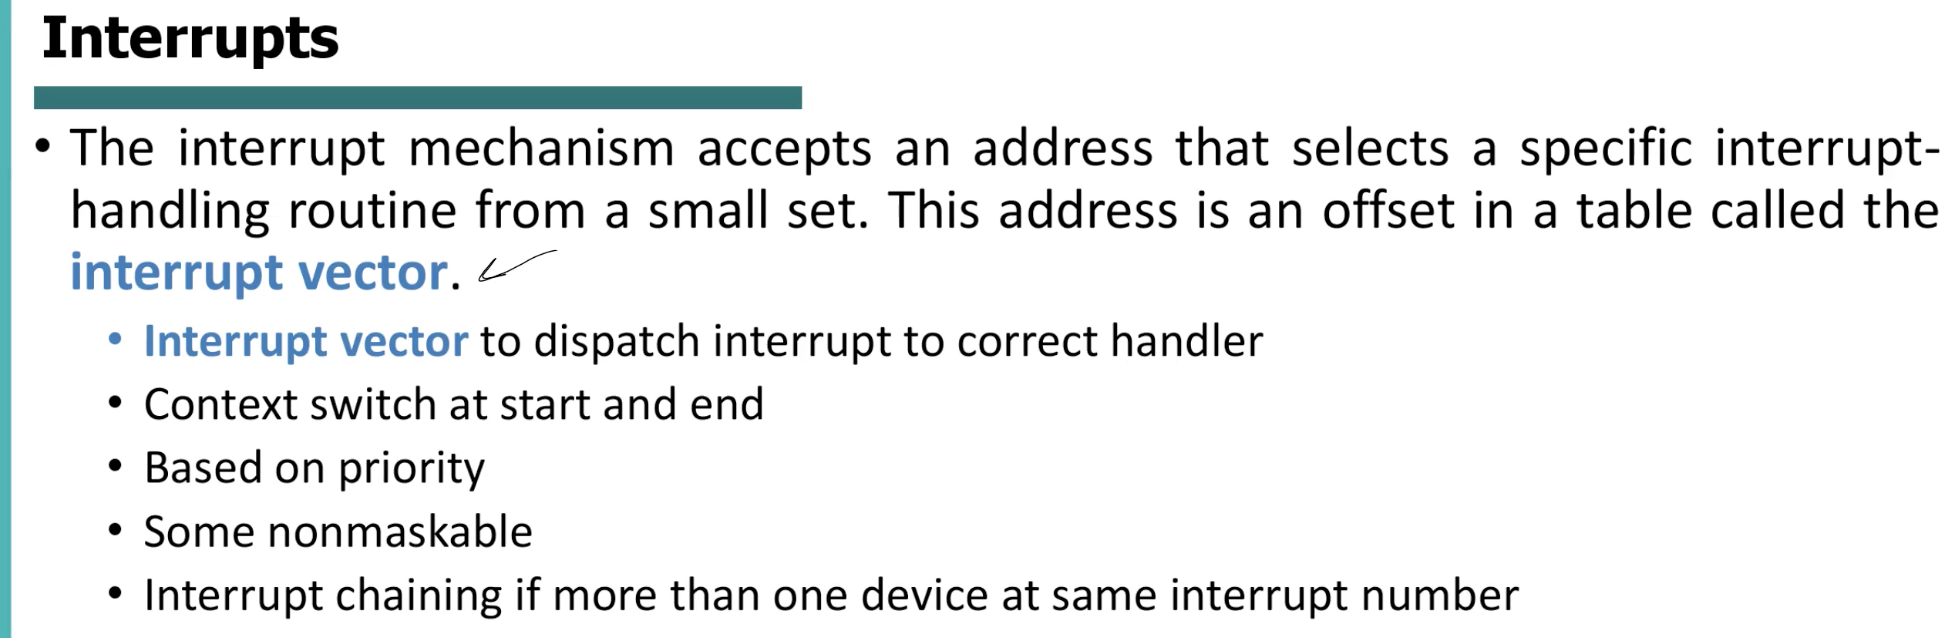 Interrupts
• The interrupt mechanism accepts an address that selects a specific interrupt-
handling routine from a small set. This address is an offset in a table called the
interrupt vector.
• Interrupt vector to dispatch interrupt to correct handler
• Context switch at start and end
• Based on priority
• Some nonmaskable
• Interrupt chaining if more than one device at same interrupt number